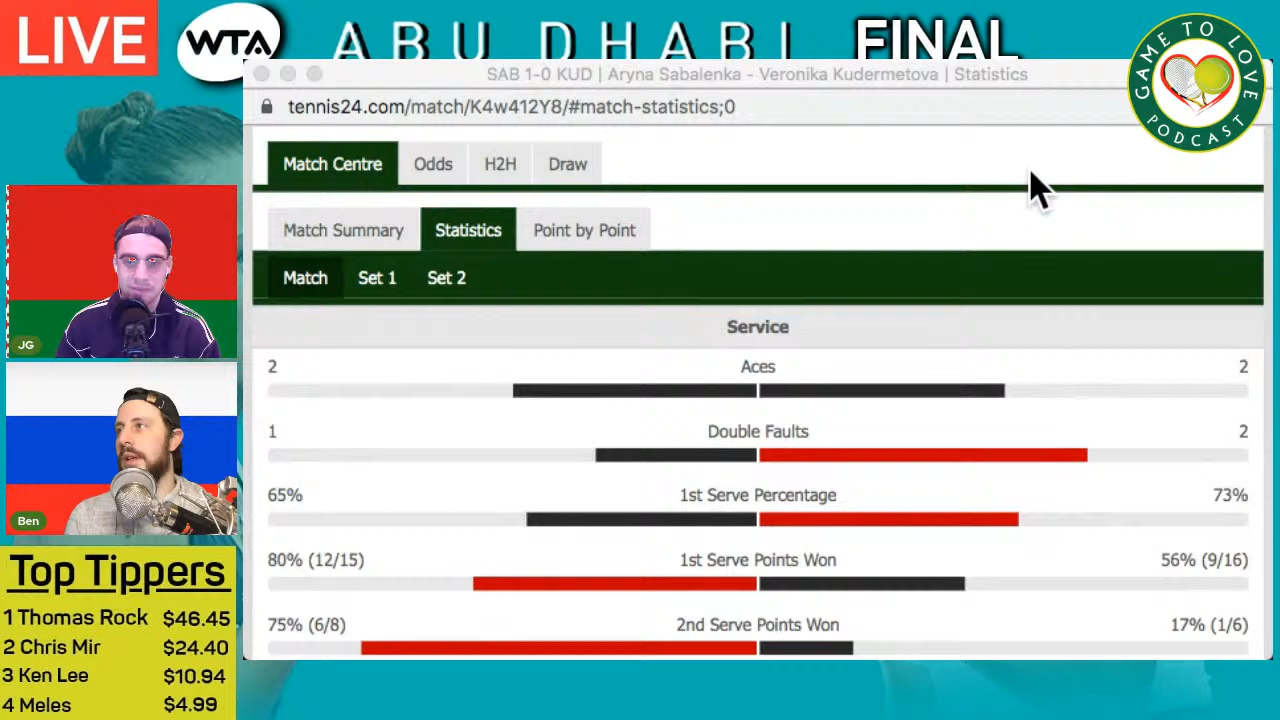 LIVE
WTA
ABU DHABI
FINAL
GAME TO LOVE
PODCAST
SAB 1-0 KUD | Aryna Sabalenka - Veronika Kudermetova | Statistics
tennis24.com/match/K4w412Y8/#match-statistics;0
Match Centre
Odds
H2H
Draw
Match Summary
Statistics
Point by Point
Match
Set 1
Set 2
Service
2 Aces 2
1 Double Faults 2
65% 1st Serve Percentage 73%
80% (12/15) 1st Serve Points Won 56% (9/16)
75% (6/8) 2nd Serve Points Won 17% (1/6)
JG
Ben
Top Tippers
1 Thomas Rock $46.45
2 Chris Mir $24.40
3 Ken Lee $10.94
4 Meles $4.99